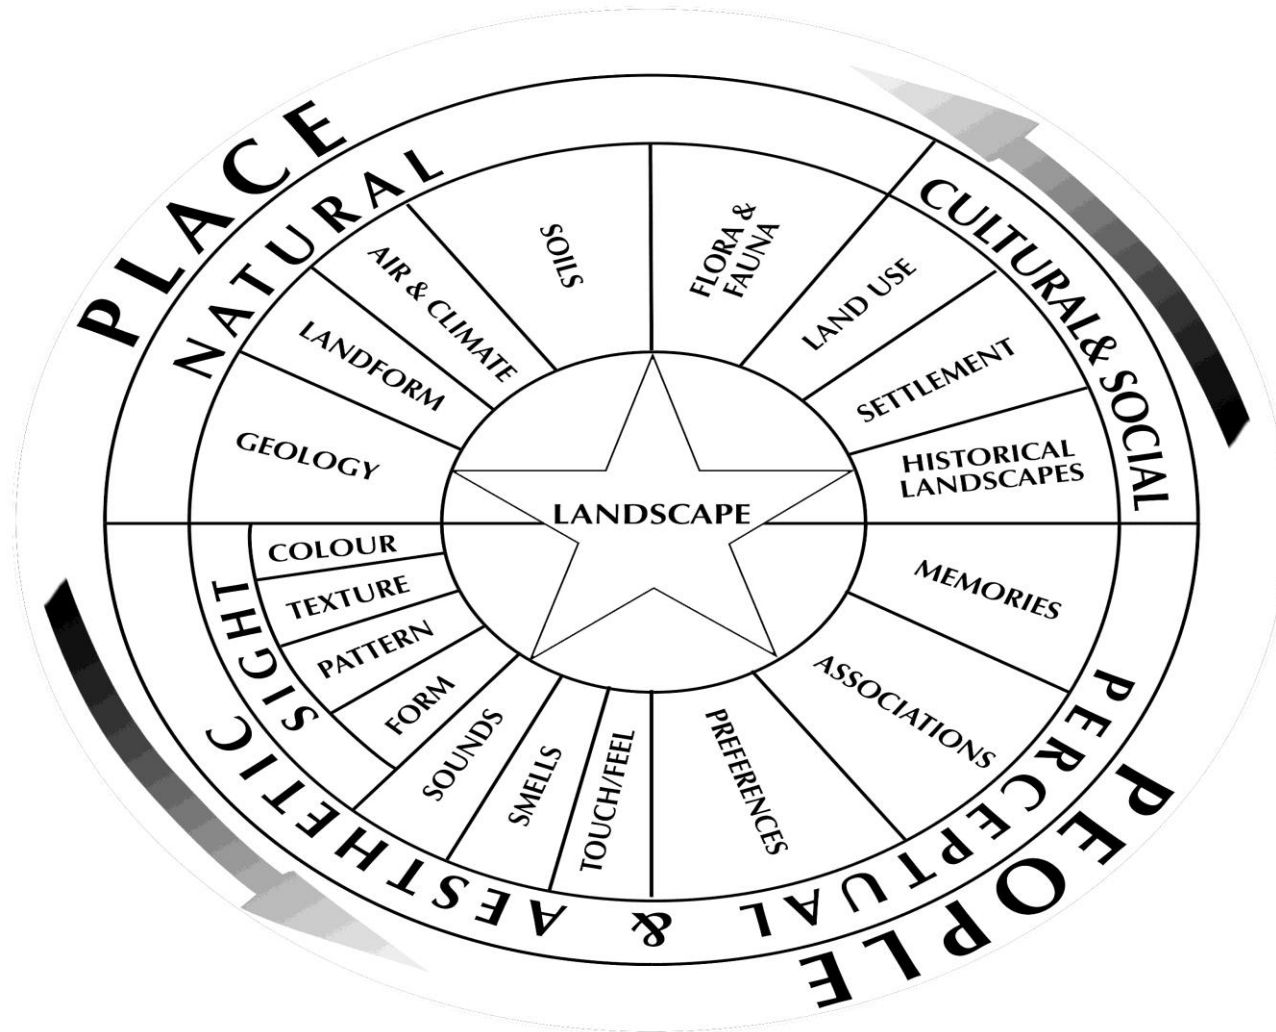 PLACE
NATURAL
CULTURAL & SOCIAL
GEOLOGY
LANDFORM
AIR & CLIMATE
SOILS
FLORA &
FAUNA
LAND USE
SETTLEMENT
HISTORICAL
LANDSCAPES
LANDSCAPE
COLOUR
TEXTURE
PATTERN
FORM
SIGHT
SOUNDS
SMELLS
TOUCH/FEEL
PREFERENCES
ASSOCIATIONS
MEMORIES
AESTHETIC & PERCEPTUAL
PEOPLE